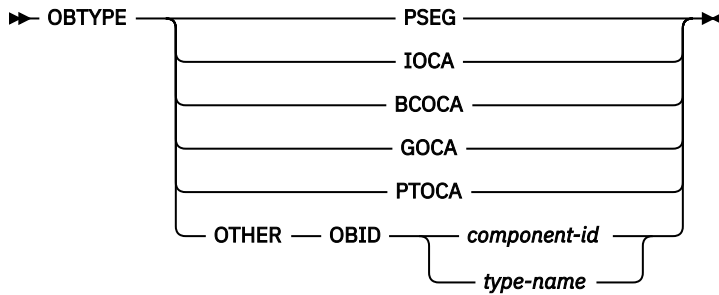 OBTYPE PSEG
IOCA
BCOCA
GOCA
PTOCA
OTHER OBID component-id
type-name